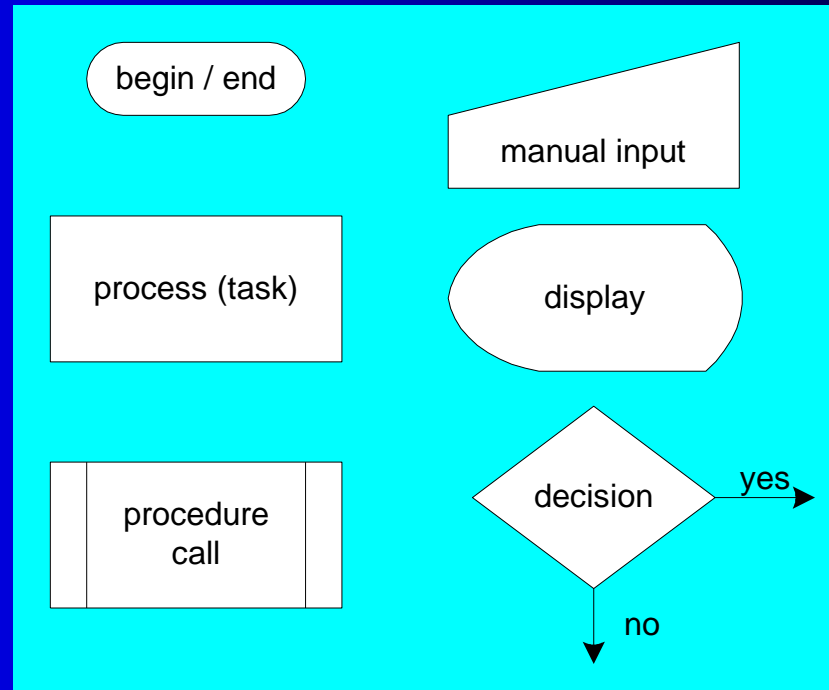 begin / end
manual input
process (task)
display
procedure
call
decision
yes
no